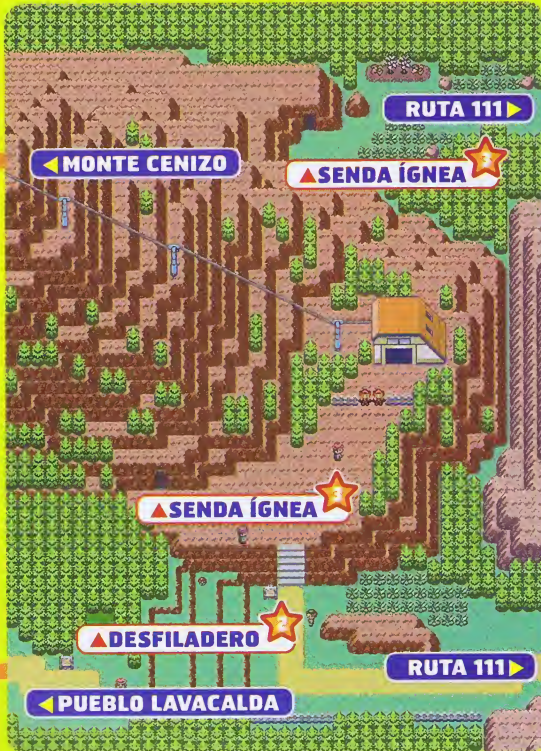 RUTA 111▶
◀MONTE CENIZO
▲SENDA ÍGNEA 3
▲SENDA ÍGNEA 3
▲DESFILADERO 2
RUTA 111▶
◀PUEBLO LAVACALDA